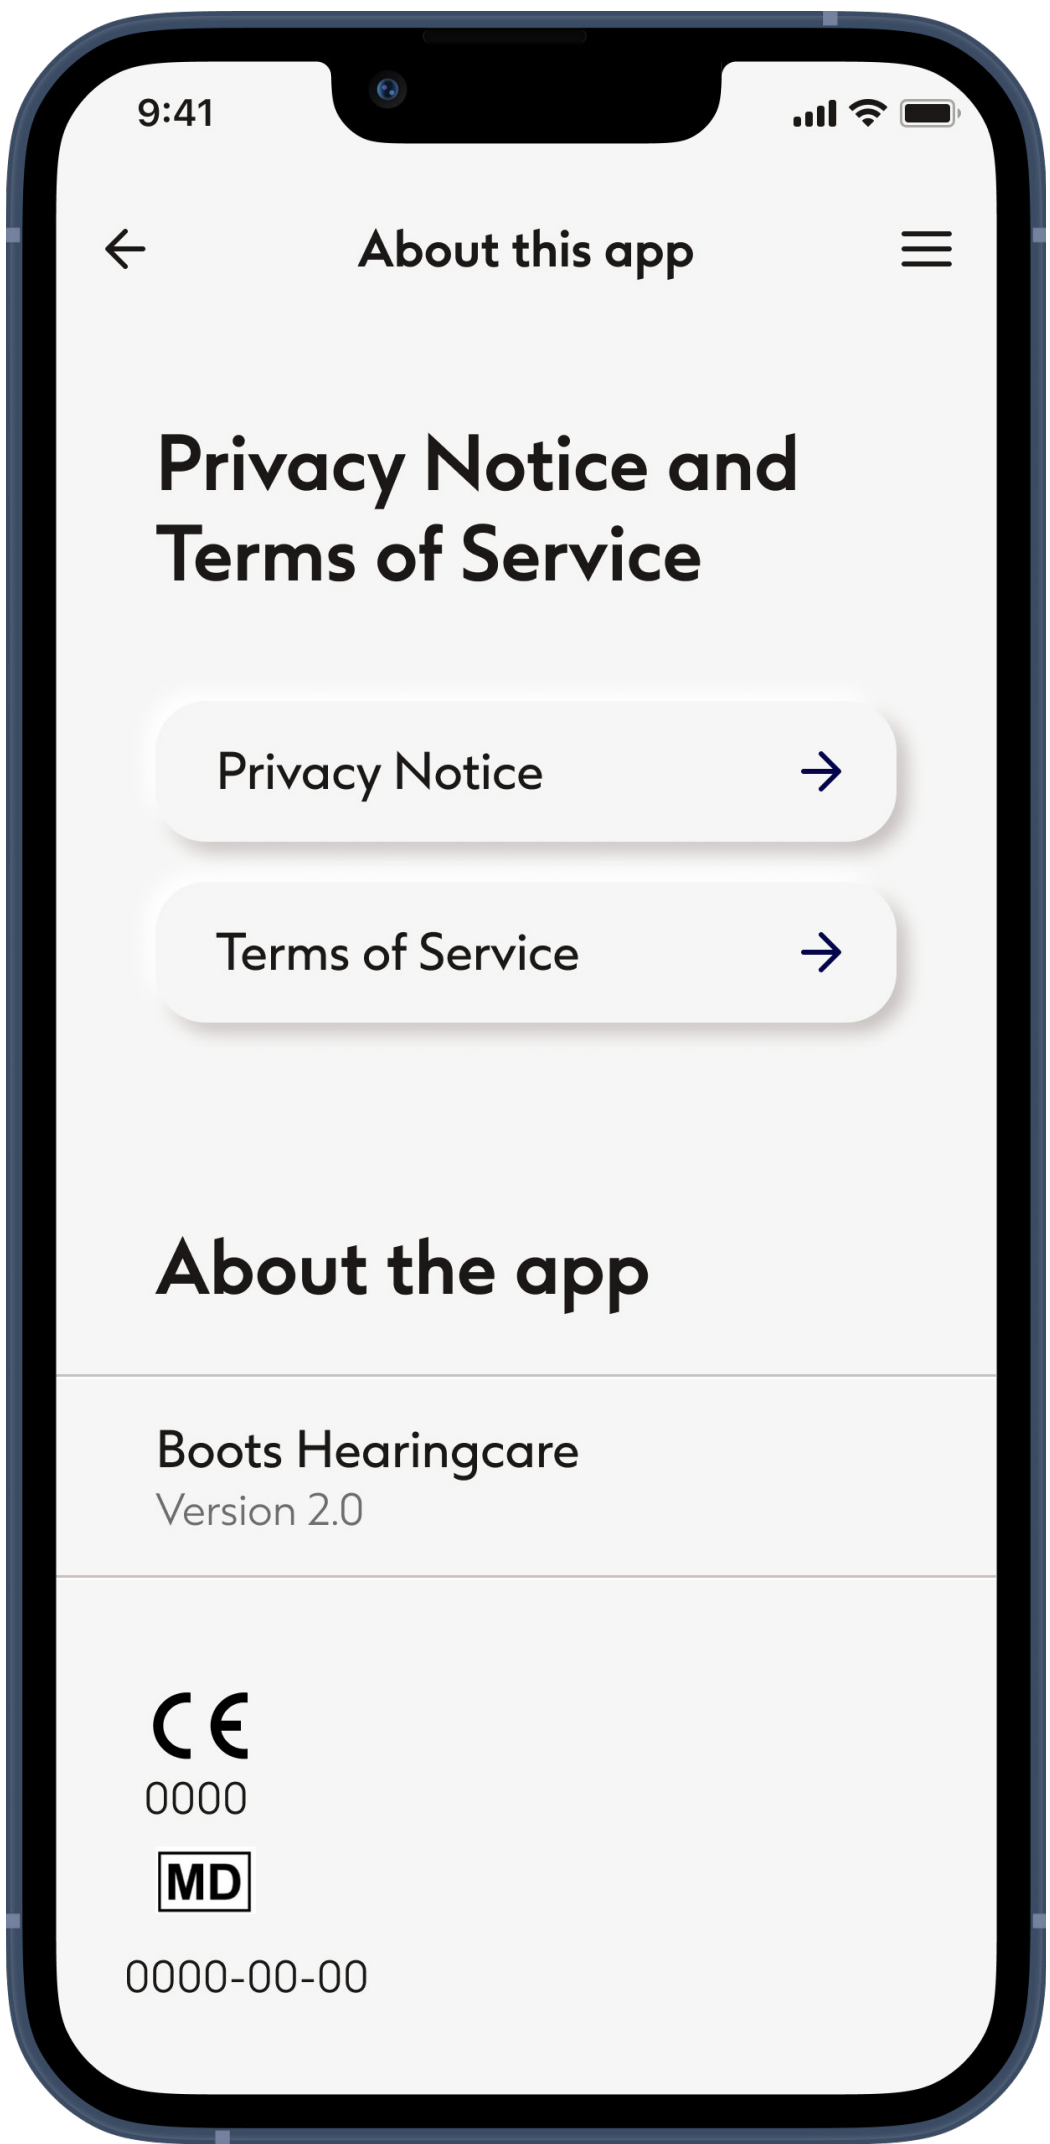 9:41
About this app
Privacy Notice and
Terms of Service
Privacy Notice
Terms of Service
About the app
Boots Hearingcare
Version 2.0
CE
0000
MD
0000-00-00